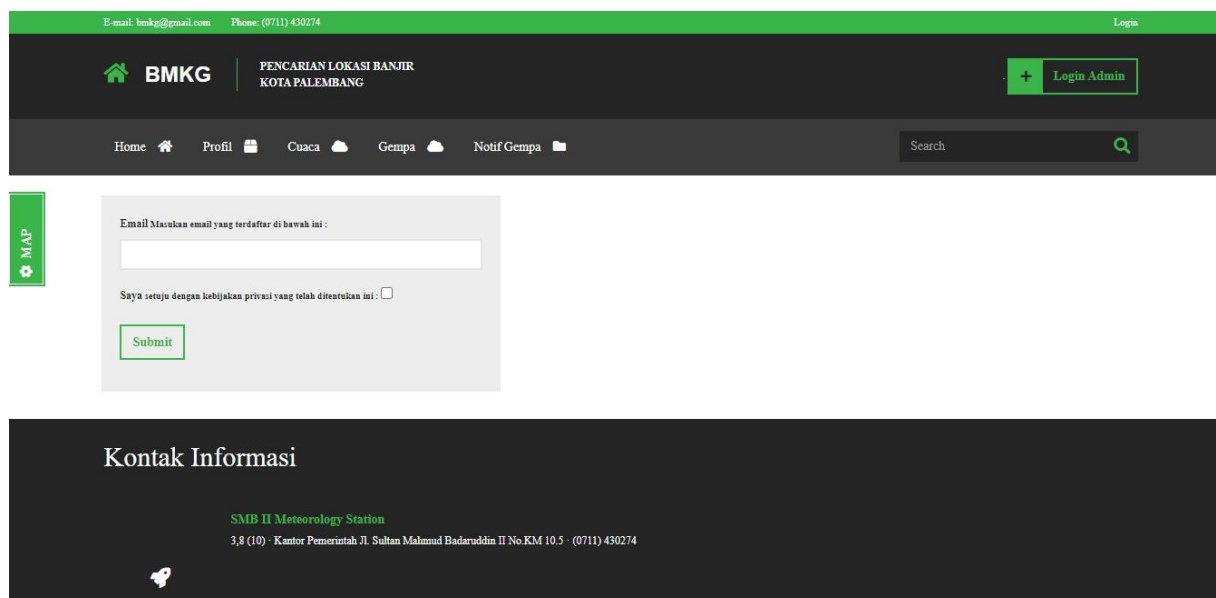 E-mail: bmkg@gmail.com Phone: (0711) 430274 Login
BMKG
PENCARIAN LOKASI BANJIR
KOTA PALEMBANG
+ Login Admin
Home Profil Cuaca Gempa Notif Gempa Search
MAP
Email Masukan email yang terdaftar di bawah ini :
Saya setuju dengan kebijakan privasi yang telah ditentukan ini :
Submit
Kontak Informasi
SMB II Meteorology Station
3,8 (10) · Kantor Pemerintah Jl. Sultan Mahmud Badaruddin II No.KM 10.5 · (0711) 430274